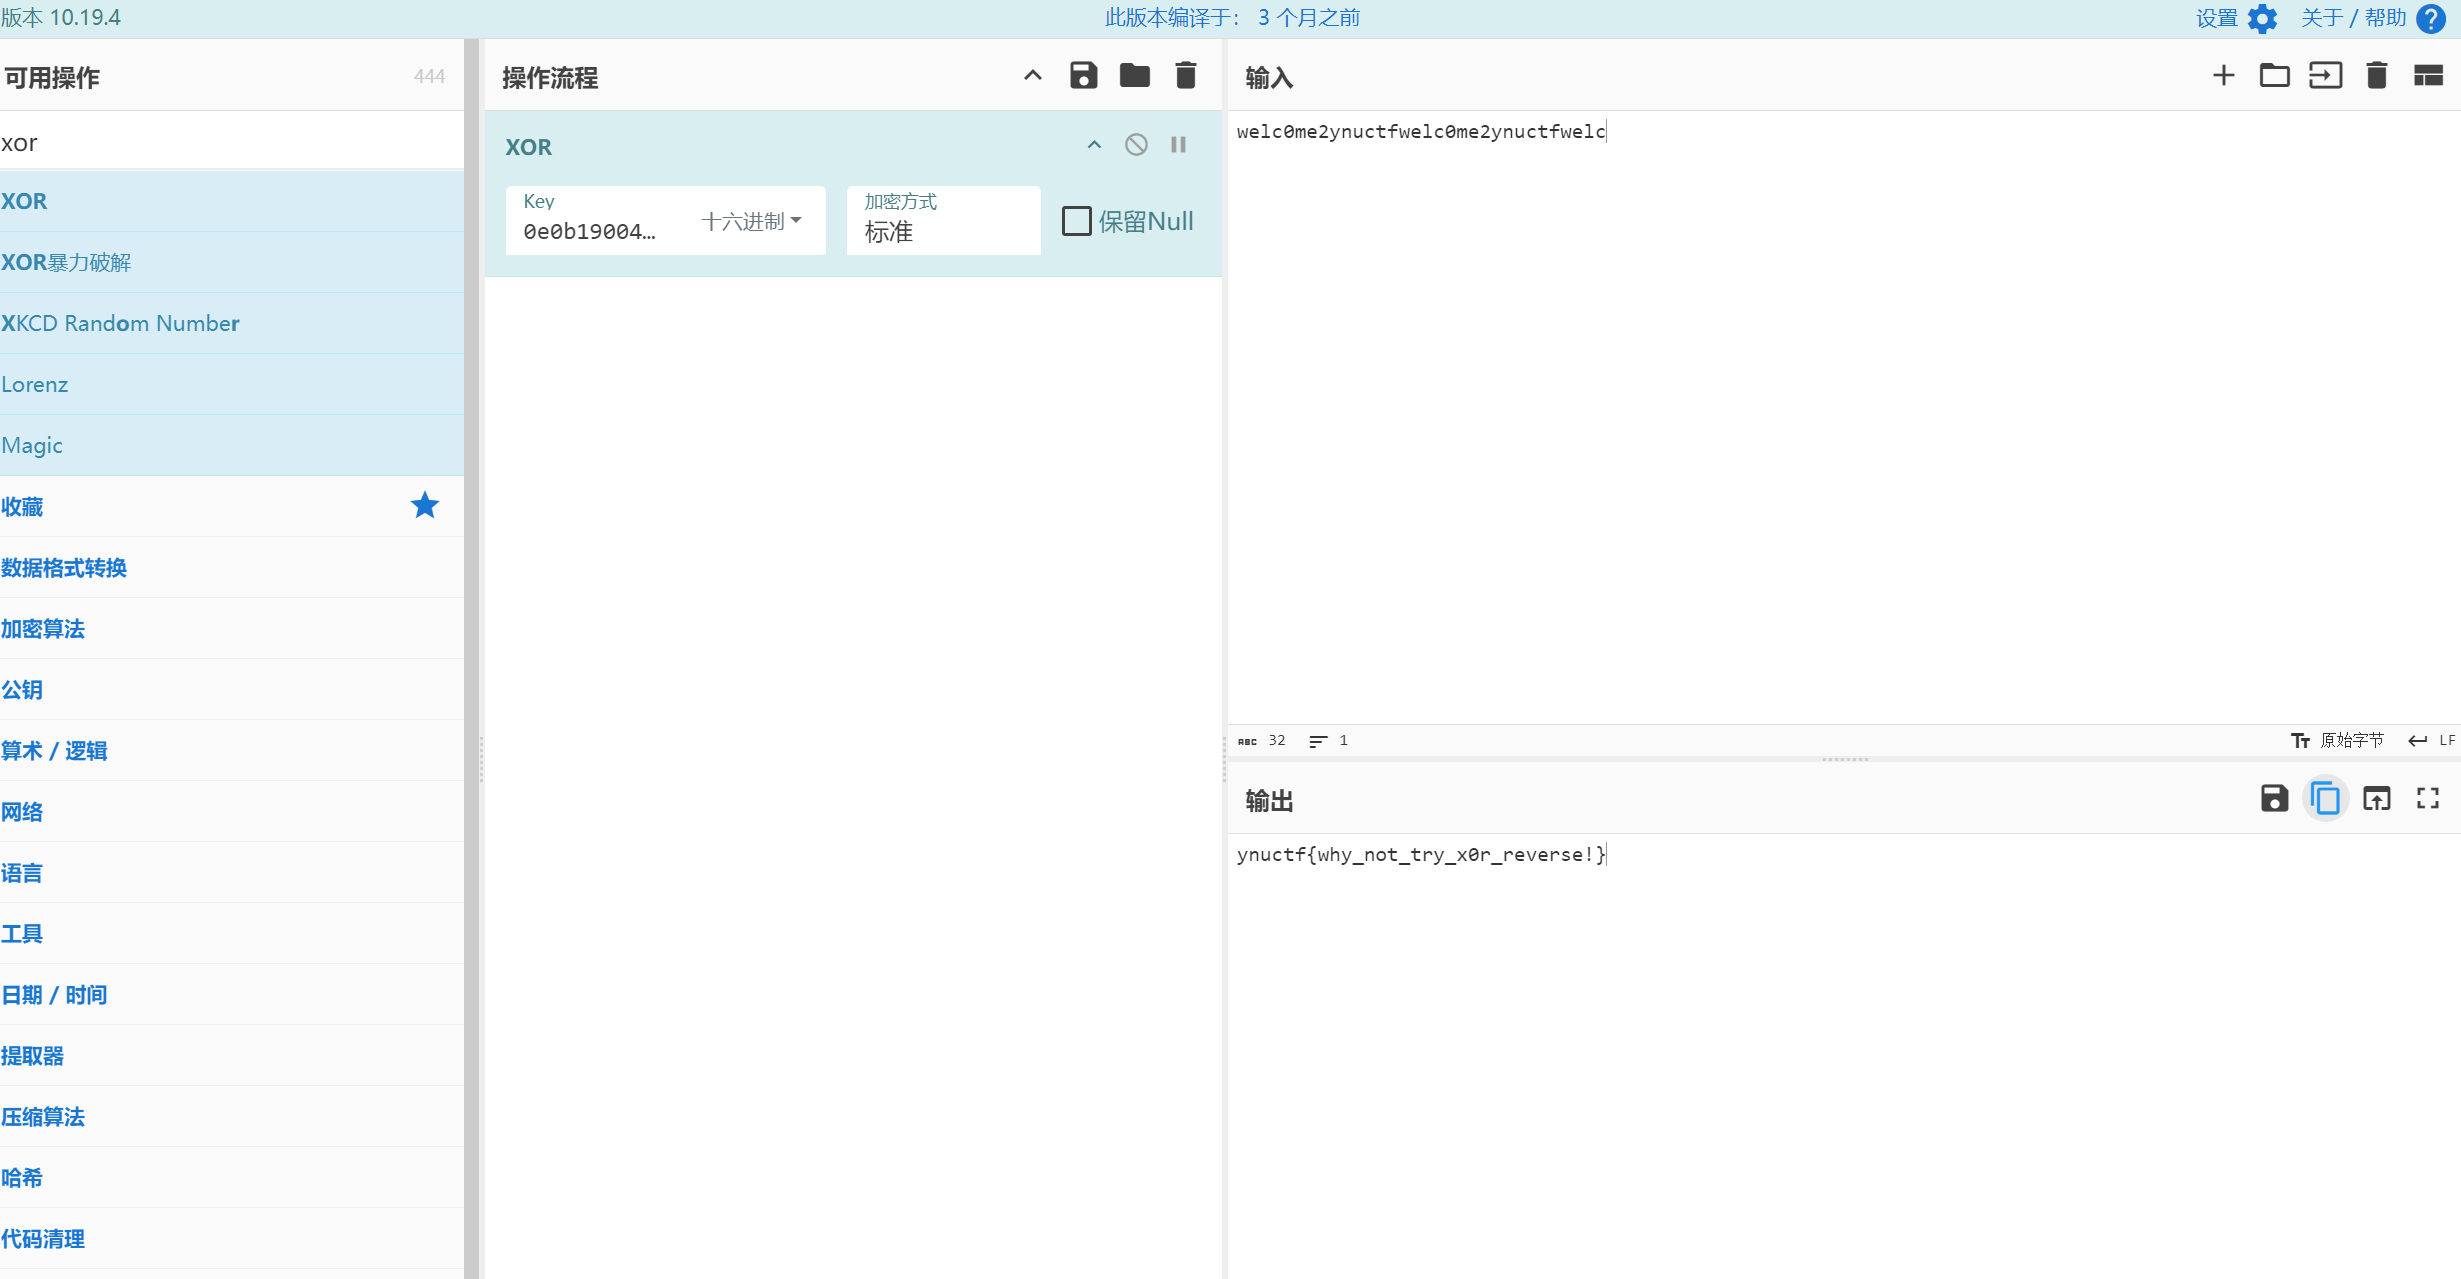 版本 10.19.4
此版本编译于： 3 个月之前
设置
关于 / 帮助
可用操作
444
xor
XOR
XOR暴力破解
XKCD Random Number
Lorenz
Magic
收藏
数据格式转换
加密算法
公钥
算术 / 逻辑
网络
语言
工具
日期 / 时间
提取器
压缩算法
哈希
代码清理
操作流程
XOR
Key
0e0b19004...
十六进制
加密方式
标准
保留Null
输入
welc0me2ynuctfwelc0me2ynuctfwelc
ABC 32
1
Tт 原始字节
LF
输出
ynuctf{why_not_try_x0r_reverse!}